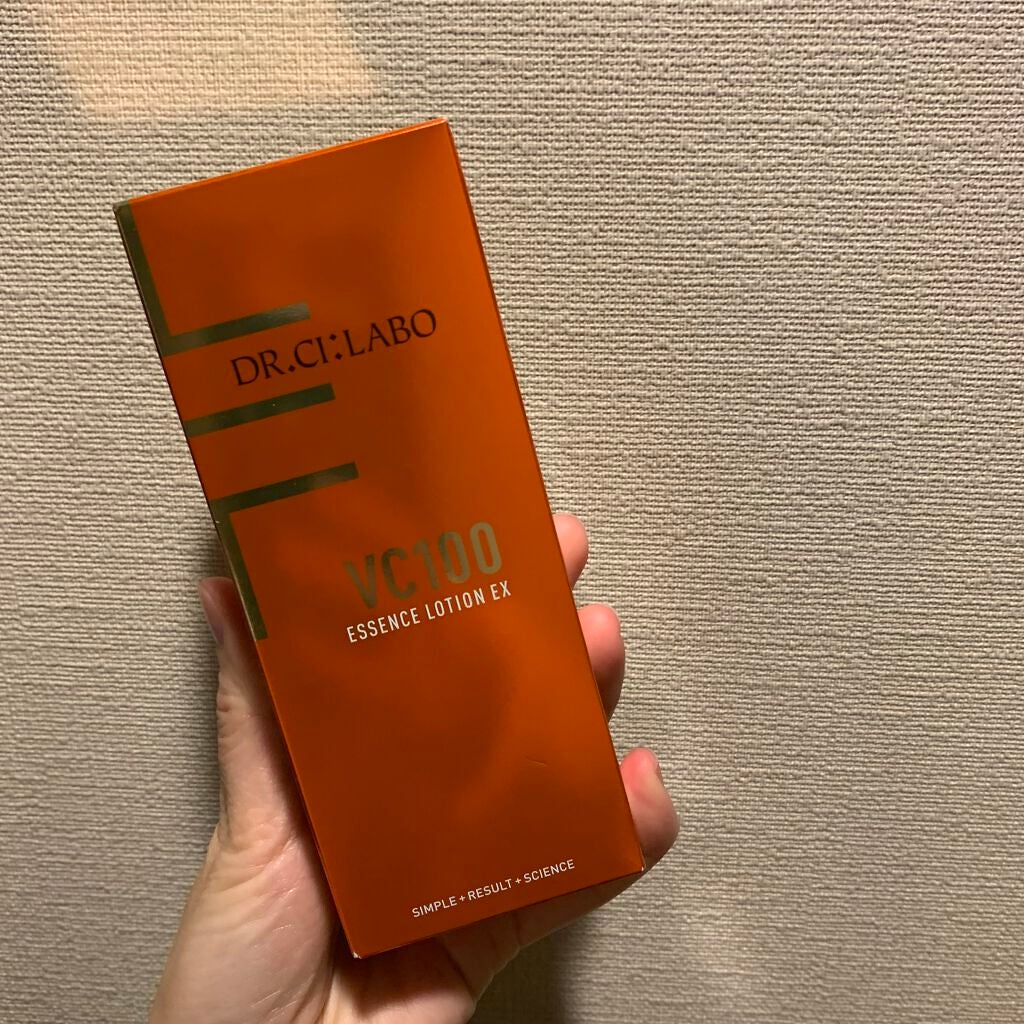 DR.CI:LABO
VC100
ESSENCE LOTION EX
SIMPLE+RESULT+SCIENCE